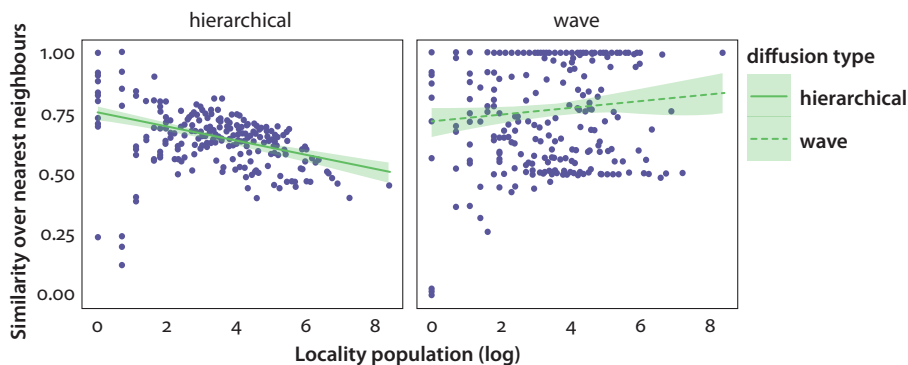 hierarchical
wave
Similarity over nearest neighbours
1.00
0.75
0.50
0.25
0.00
0 2 4 6 8
0 2 4 6 8
Locality population (log)
diffusion type
hierarchical
wave